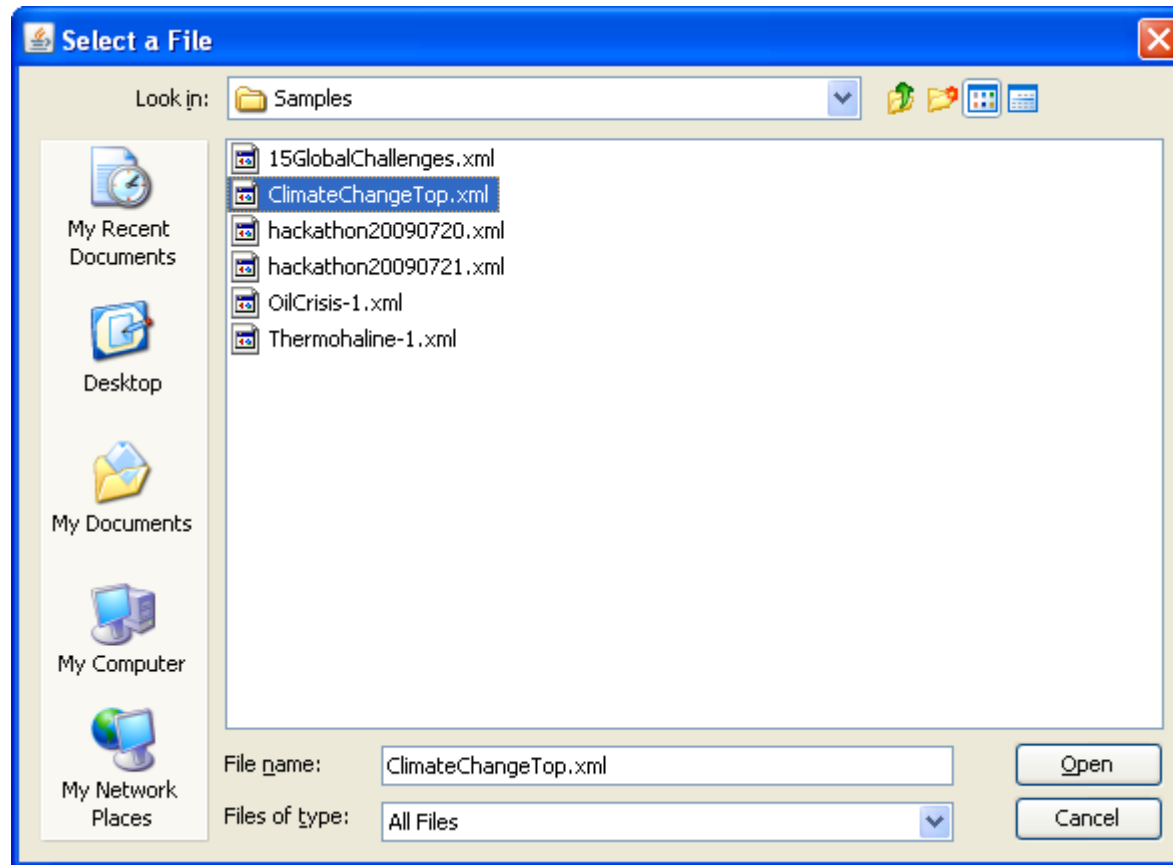 Select a File
Look in:
Samples
15GlobalChallenges.xml
ClimateChangeTop.xml
hackathon20090720.xml
hackathon20090721.xml
OilCrisis-1.xml
Thermohaline-1.xml
My Recent
Documents
Desktop
My Documents
My Computer
My Network
Places
File name:
ClimateChangeTop.xml
Open
Files of type:
All Files
Cancel